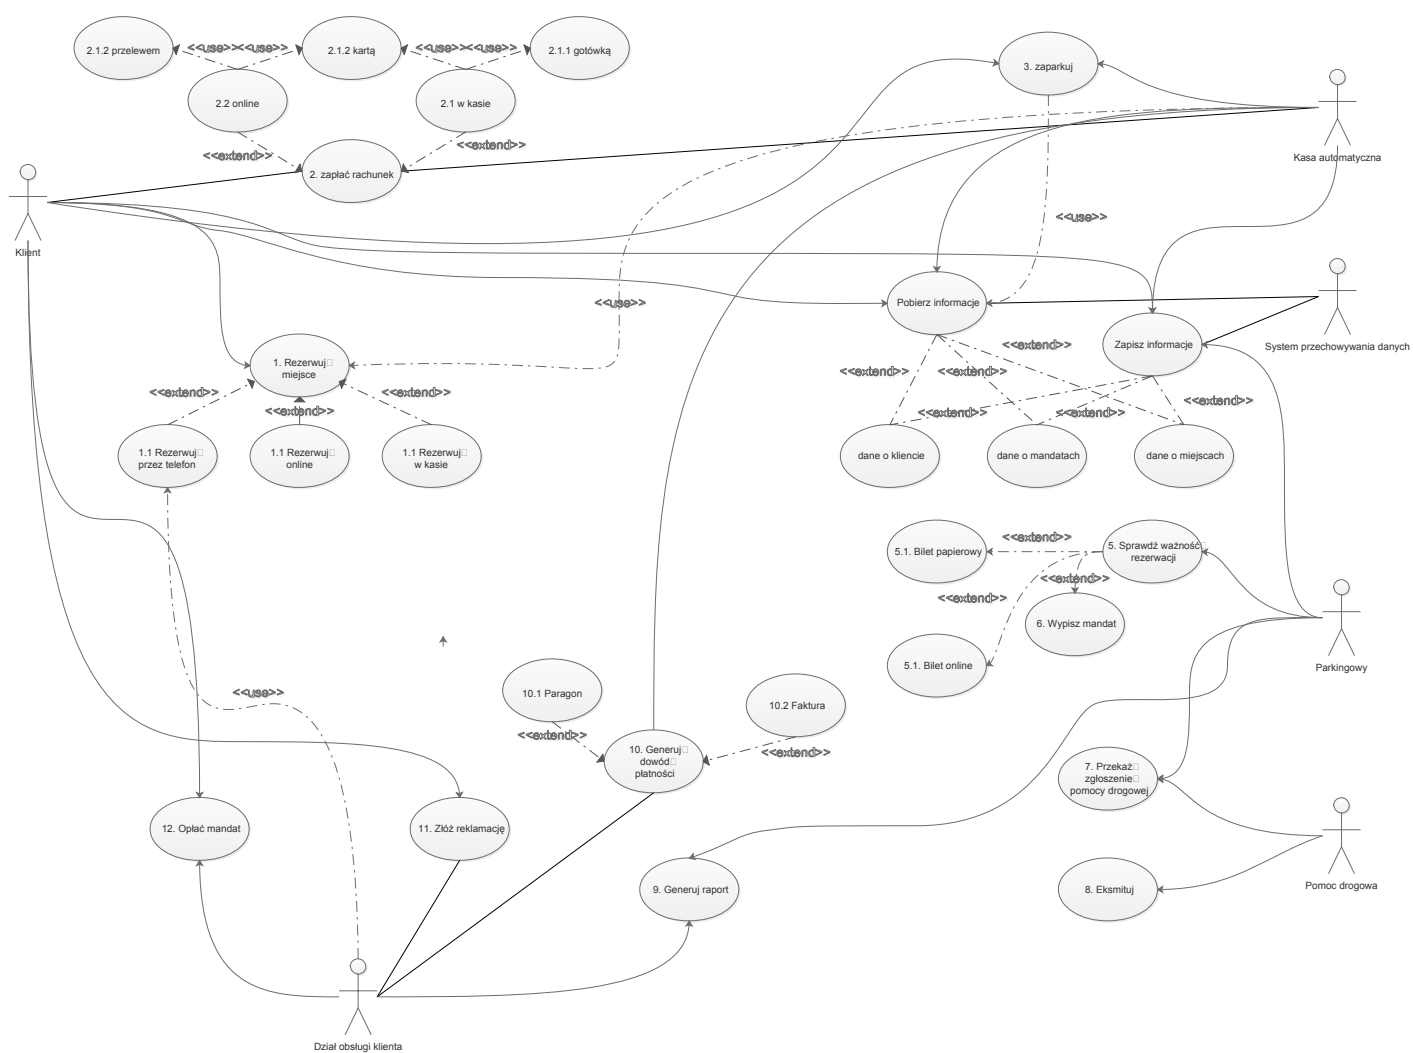 2.1.2 przelewem
<<use>>
<<use>>
2.1.2 kartą
<<use>>
<<use>>
2.1.1 gotówką
3. zaparkuj
2.2 online
2.1 w kasie
<<extend>>
<<extend>>
2. zapłać rachunek
Kasa automatyczna
Klient
<<use>>
<<use>>
Pobierz informacje
System przechowywania danych
Zapisz informacje
<<extend>>
1. Rezerwuj
miejsce
<<extend>>
<<extend>>
<<extend>>
<<extend>>
<<extend>>
<<extend>>
<<extend>>
<<extend>>
<<extend>>
1.1 Rezerwuj
przez telefon
1.1 Rezerwuj
online
1.1 Rezerwuj
w kasie
dane o kliencie
dane o mandatach
dane o miejscach
<<extend>>
5.1. Bilet papierowy
5. Sprawdź ważność
rezerwacji
<<extend>>
<<extend>>
6. Wypisz mandat
5.1. Bilet online
Parkingowy
<<use>>
10.1 Paragon
10.2 Faktura
<<extend>>
<<extend>>
10. Generuj
dowód
płatności
7. Przekaż
zgłoszenie
pomocy drogowej
12. Opłać mandat
11. Złóż reklamację
9. Generuj raport
8. Eksmituj
Pomoc drogowa
Dział obsługi klienta